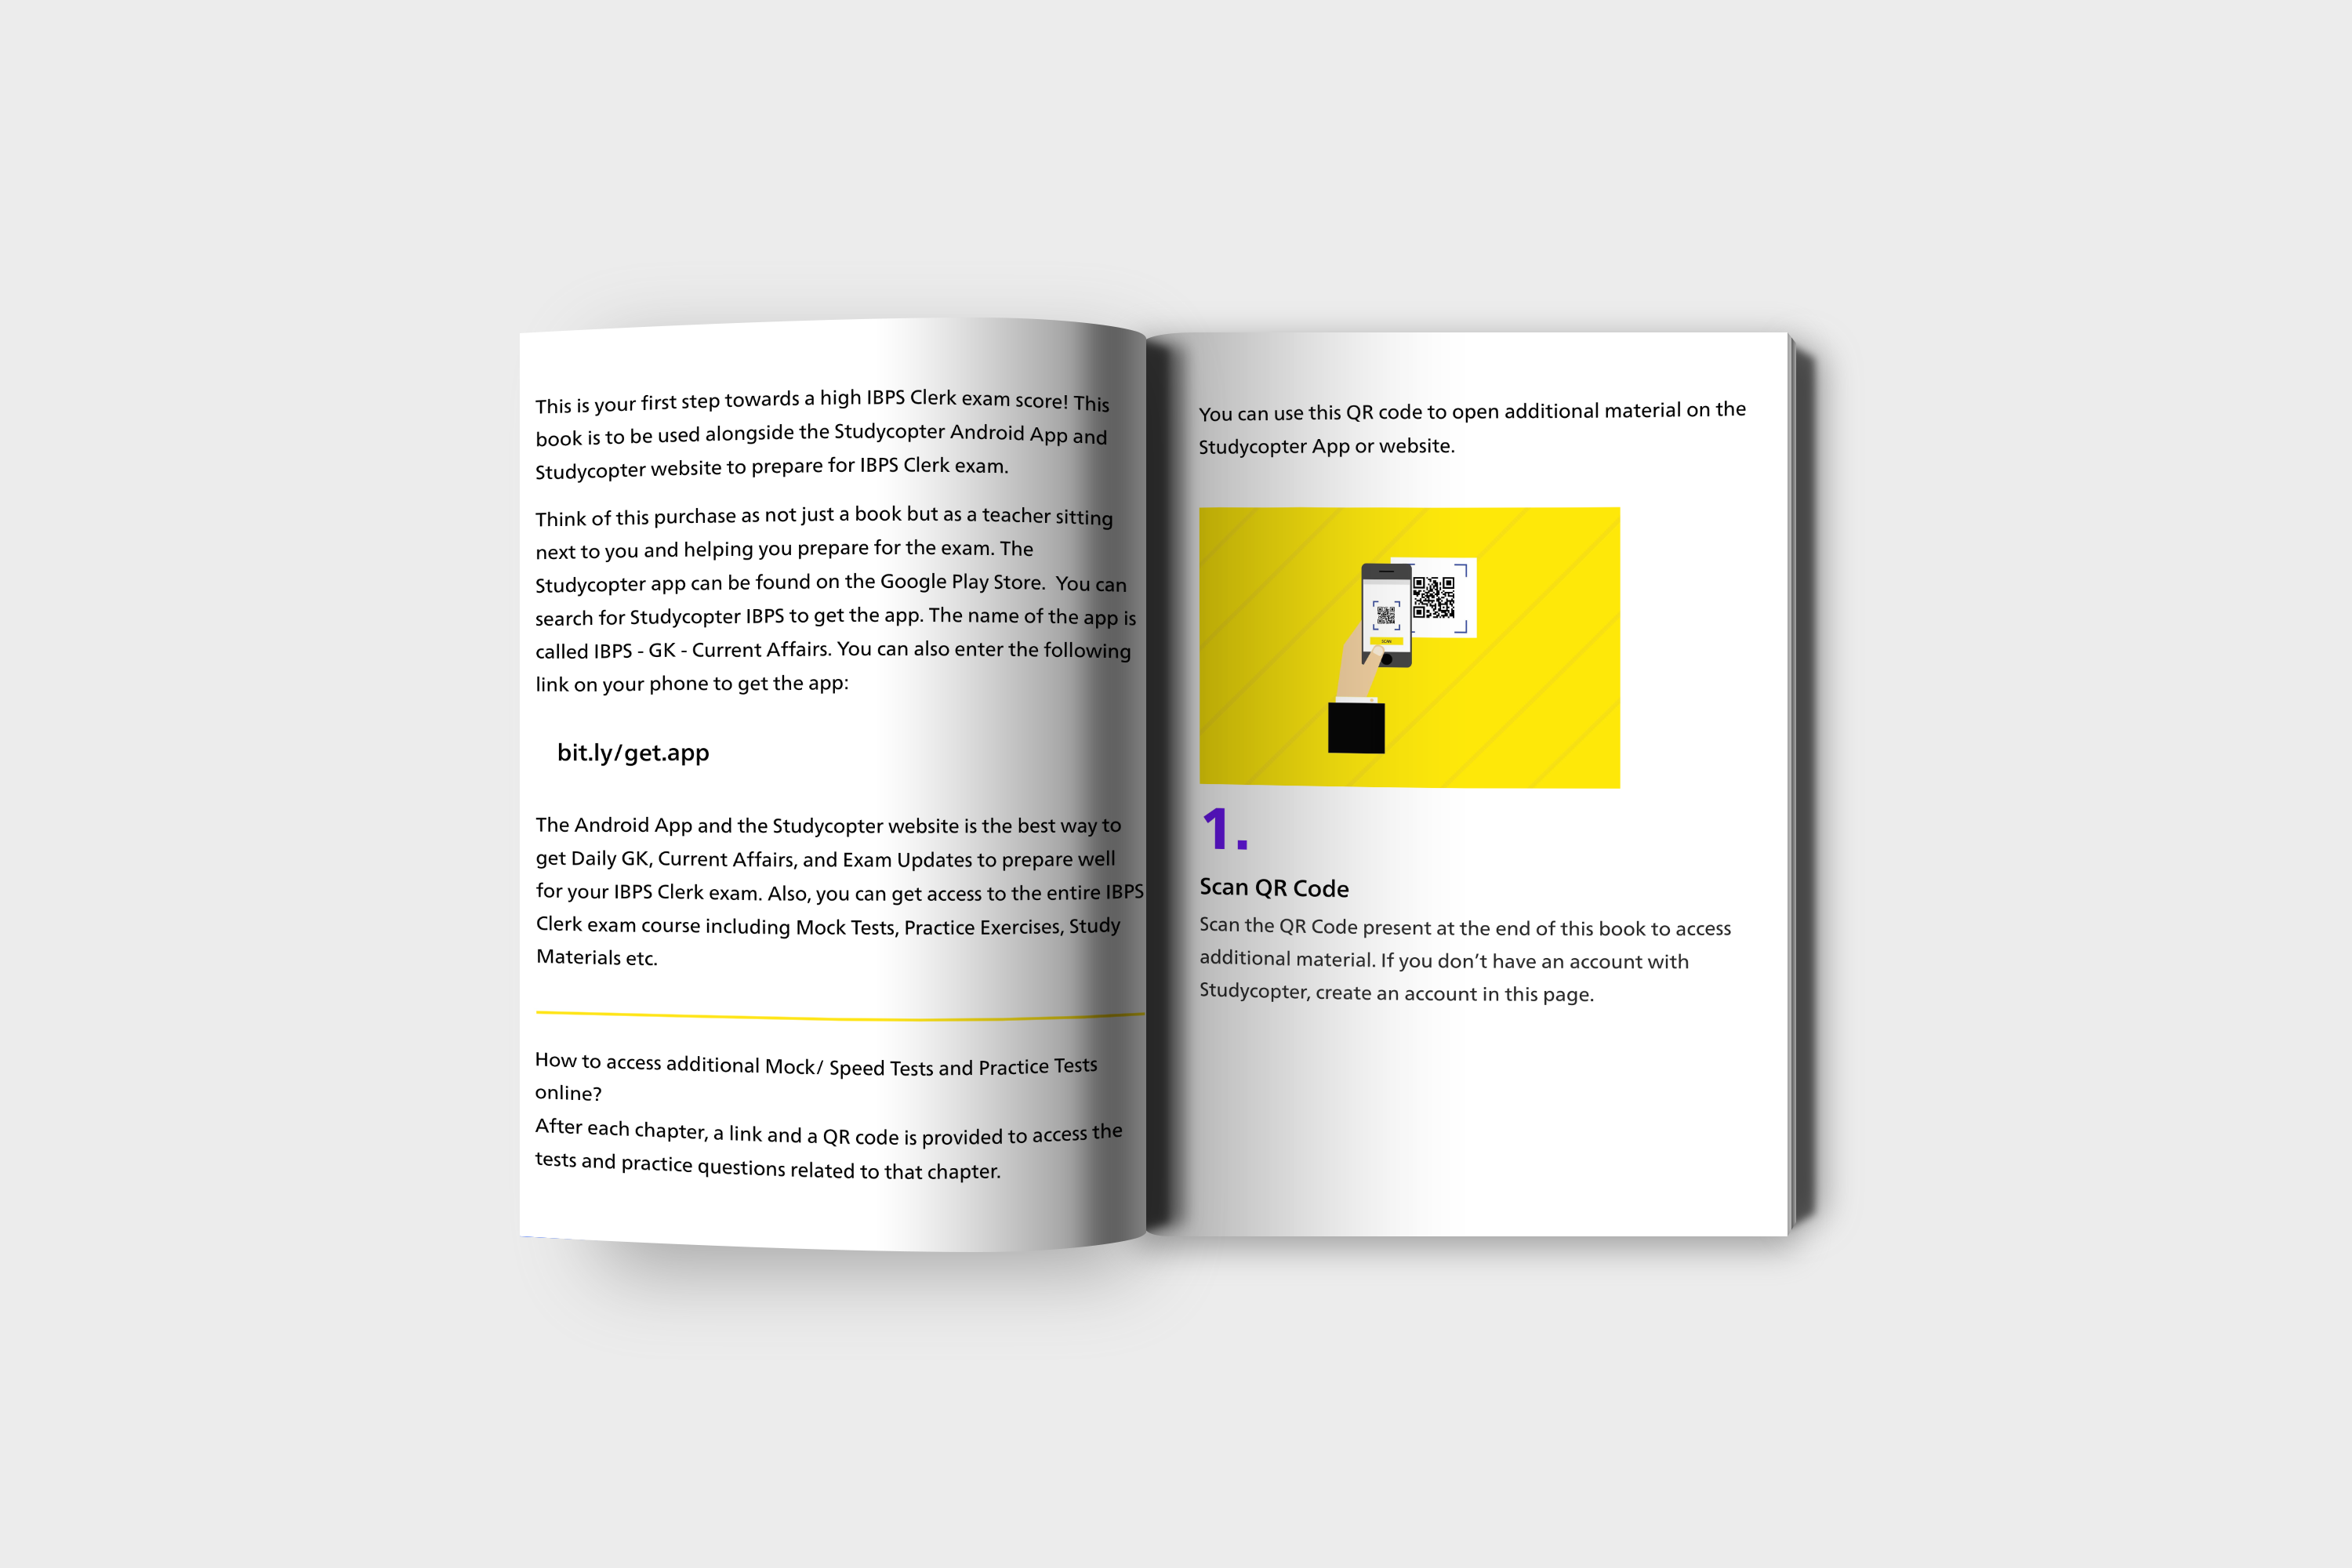 This is your first step towards a high IBPS Clerk exam score! This
book is to be used alongside the Studycopter Android App and
Studycopter website to prepare for IBPS Clerk exam.
Think of this purchase as not just a book but as a teacher sitting
next to you and helping you prepare for the exam. The
Studycopter app can be found on the Google Play Store.  You can
search for Studycopter IBPS to get the app. The name of the app is
called IBPS - GK - Current Affairs. You can also enter the following
link on your phone to get the app:
bit.ly/get.app
The Android App and the Studycopter website is the best way to
get Daily GK, Current Affairs, and Exam Updates to prepare well
for your IBPS Clerk exam. Also, you can get access to the entire IBPS
Clerk exam course including Mock Tests, Practice Exercises, Study
Materials etc.
How to access additional Mock/ Speed Tests and Practice Tests
online?
After each chapter, a link and a QR code is provided to access the
tests and practice questions related to that chapter.
You can use this QR code to open additional material on the
Studycopter App or website.
SCAN
1.
Scan QR Code
Scan the QR Code present at the end of this book to access
additional material. If you don’t have an account with
Studycopter, create an account in this page.